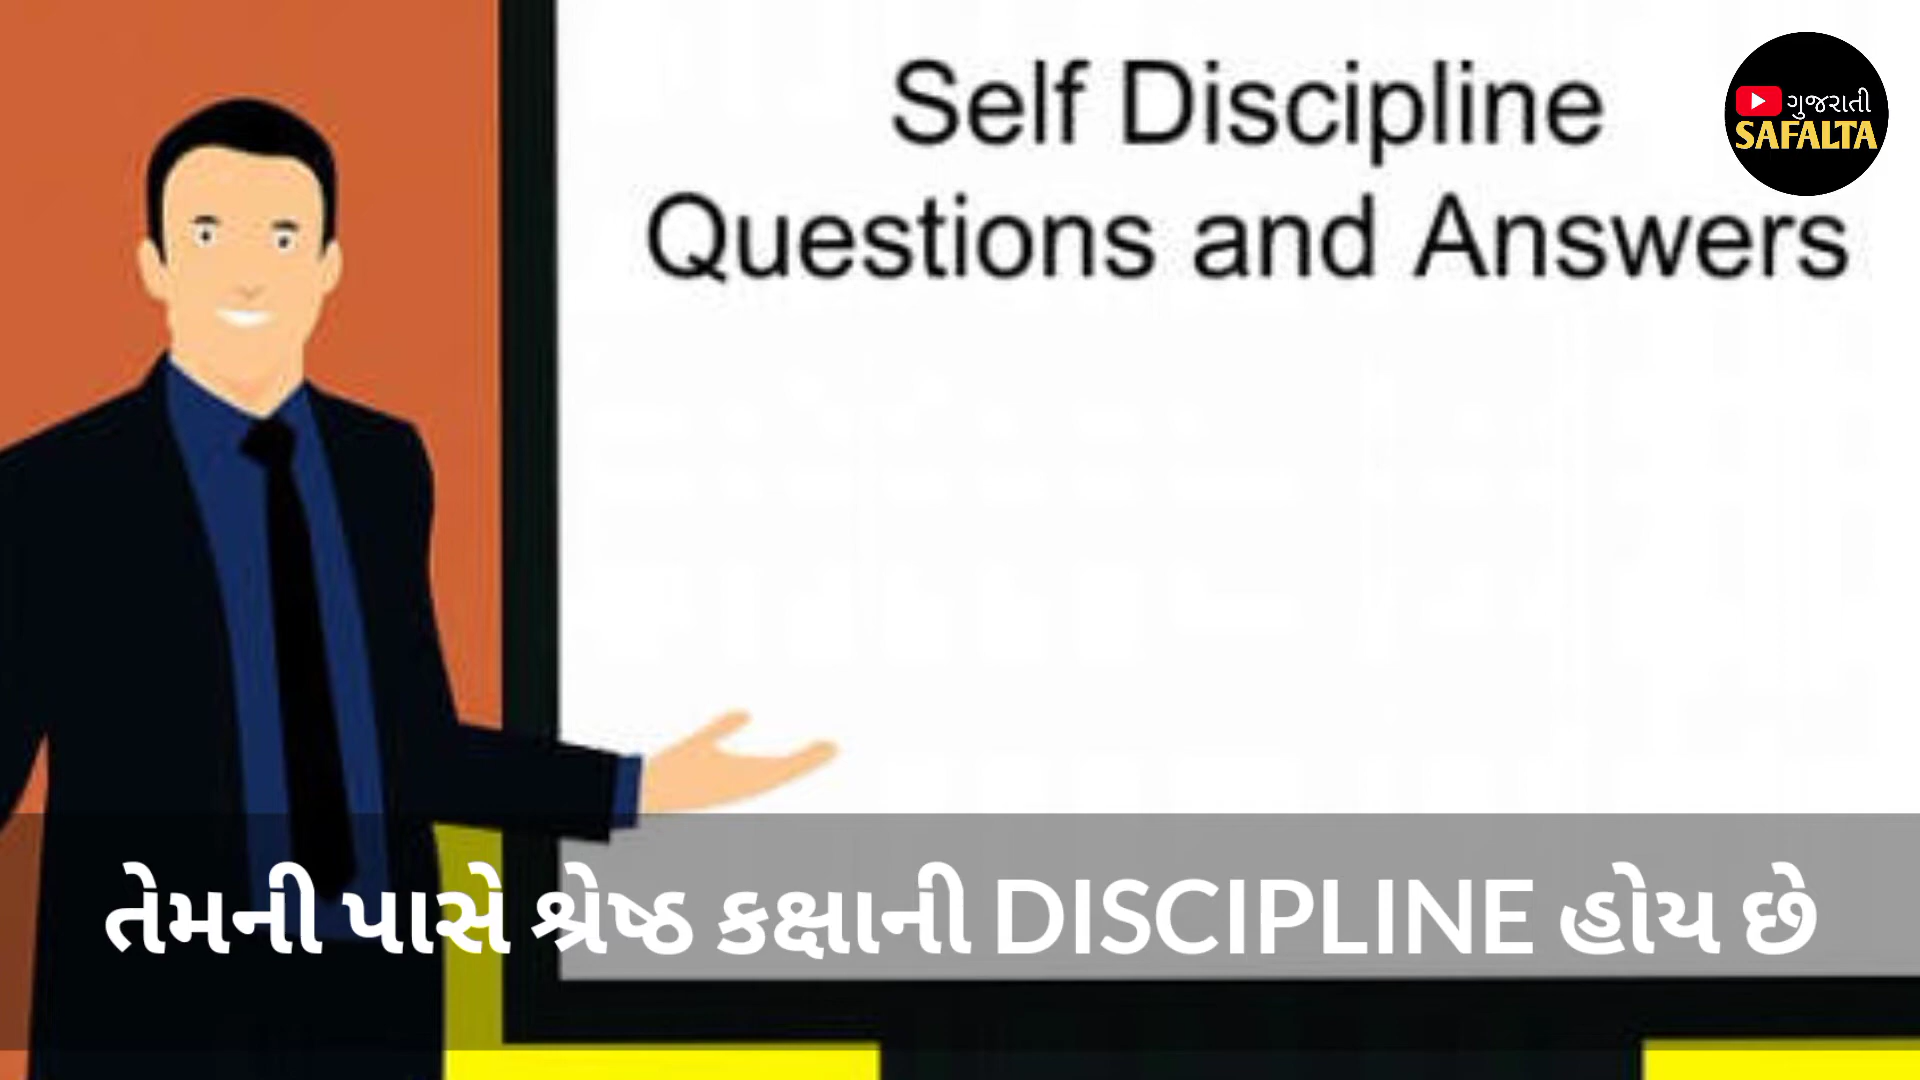 Self Discipline
Questions and Answers
ગુજરાતી
SAFALTA
તેમની પાસે શ્રેષ્ઠ કક્ષાની DISCIPLINE હોય છે